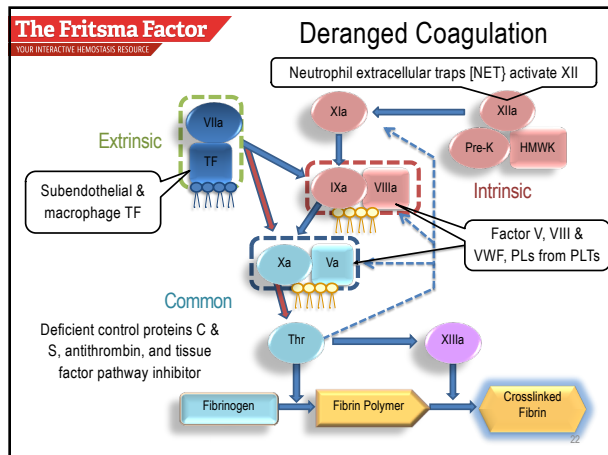 The Fritsma Factor
YOUR INTERACTIVE HEMOSTASIS RESOURCE
Deranged Coagulation
Neutrophil extracellular traps [NET} activate XII
VIIa
XIa
XIIa
Extrinsic
TF
Pre-K
HMWK
Subendothelial &
macrophage TF
IXa
VIIIa
Intrinsic
Factor V, VIII &
VWF, PLs from PLTs
Xa
Va
Common
Deficient control proteins C &
S, antithrombin, and tissue
factor pathway inhibitor
Thr
XIIIa
Fibrinogen
Fibrin Polymer
Crosslinked
Fibrin
22